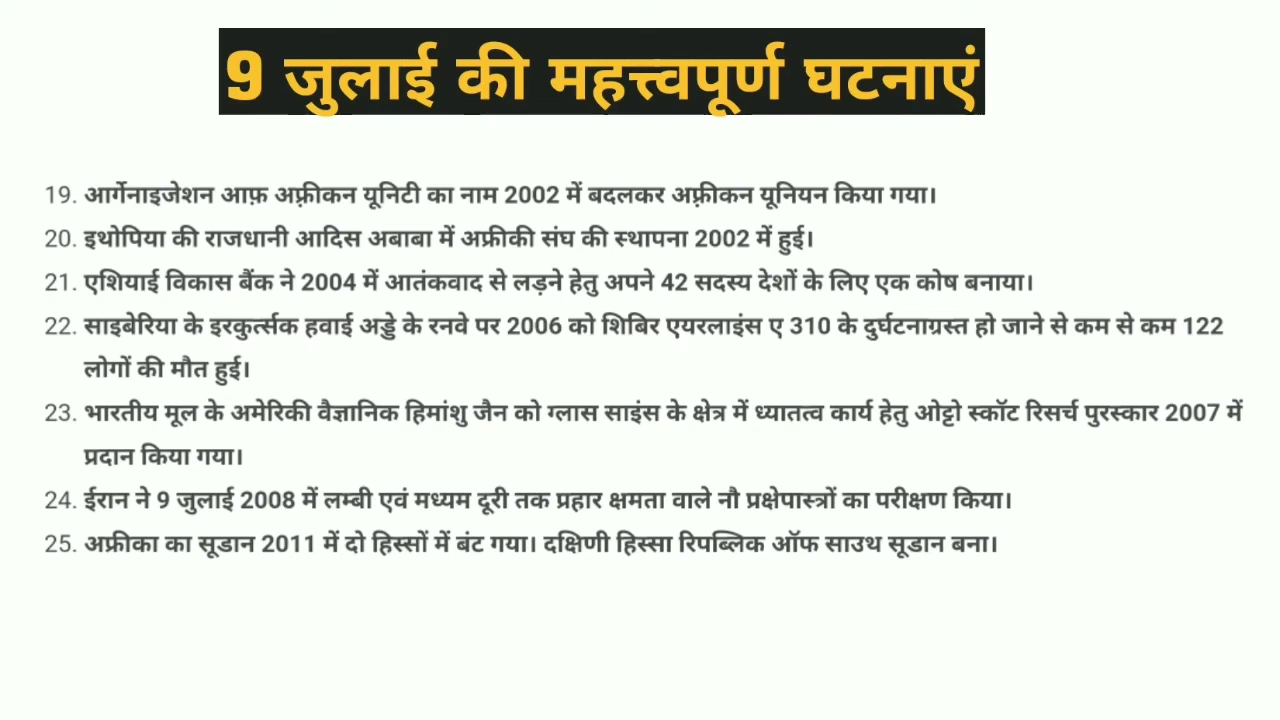 9 जुलाई की महत्त्वपूर्ण घटनाएं
19. आर्गेनाइजेशन आफ़ अफ़्रीकन यूनिटी का नाम 2002 में बदलकर अफ़्रीकन यूनियन किया गया।
20. इथोपिया की राजधानी आदिस अबाबा में अफ्रीकी संघ की स्थापना 2002 में हुई।
21. एशियाई विकास बैंक ने 2004 में आतंकवाद से लड़ने हेतु अपने 42 सदस्य देशों के लिए एक कोष बनाया।
22. साइबेरिया के इरकुर्त्सक हवाई अड्डे के रनवे पर 2006 को शिबिर एयरलाइंस ए 310 के दुर्घटनाग्रस्त हो जाने से कम से कम 122
लोगों की मौत हुई।
23. भारतीय मूल के अमेरिकी वैज्ञानिक हिमांशु जैन को ग्लास साइंस के क्षेत्र में ध्यातत्व कार्य हेतु ओट्टो स्कॉट रिसर्च पुरस्कार 2007 में
प्रदान किया गया।
24. ईरान ने 9 जुलाई 2008 में लम्बी एवं मध्यम दूरी तक प्रहार क्षमता वाले नौ प्रक्षेपास्त्रों का परीक्षण किया।
25. अफ्रीका का सूडान 2011 में दो हिस्सों में बंट गया। दक्षिणी हिस्सा रिपब्लिक ऑफ साउथ सूडान बना।